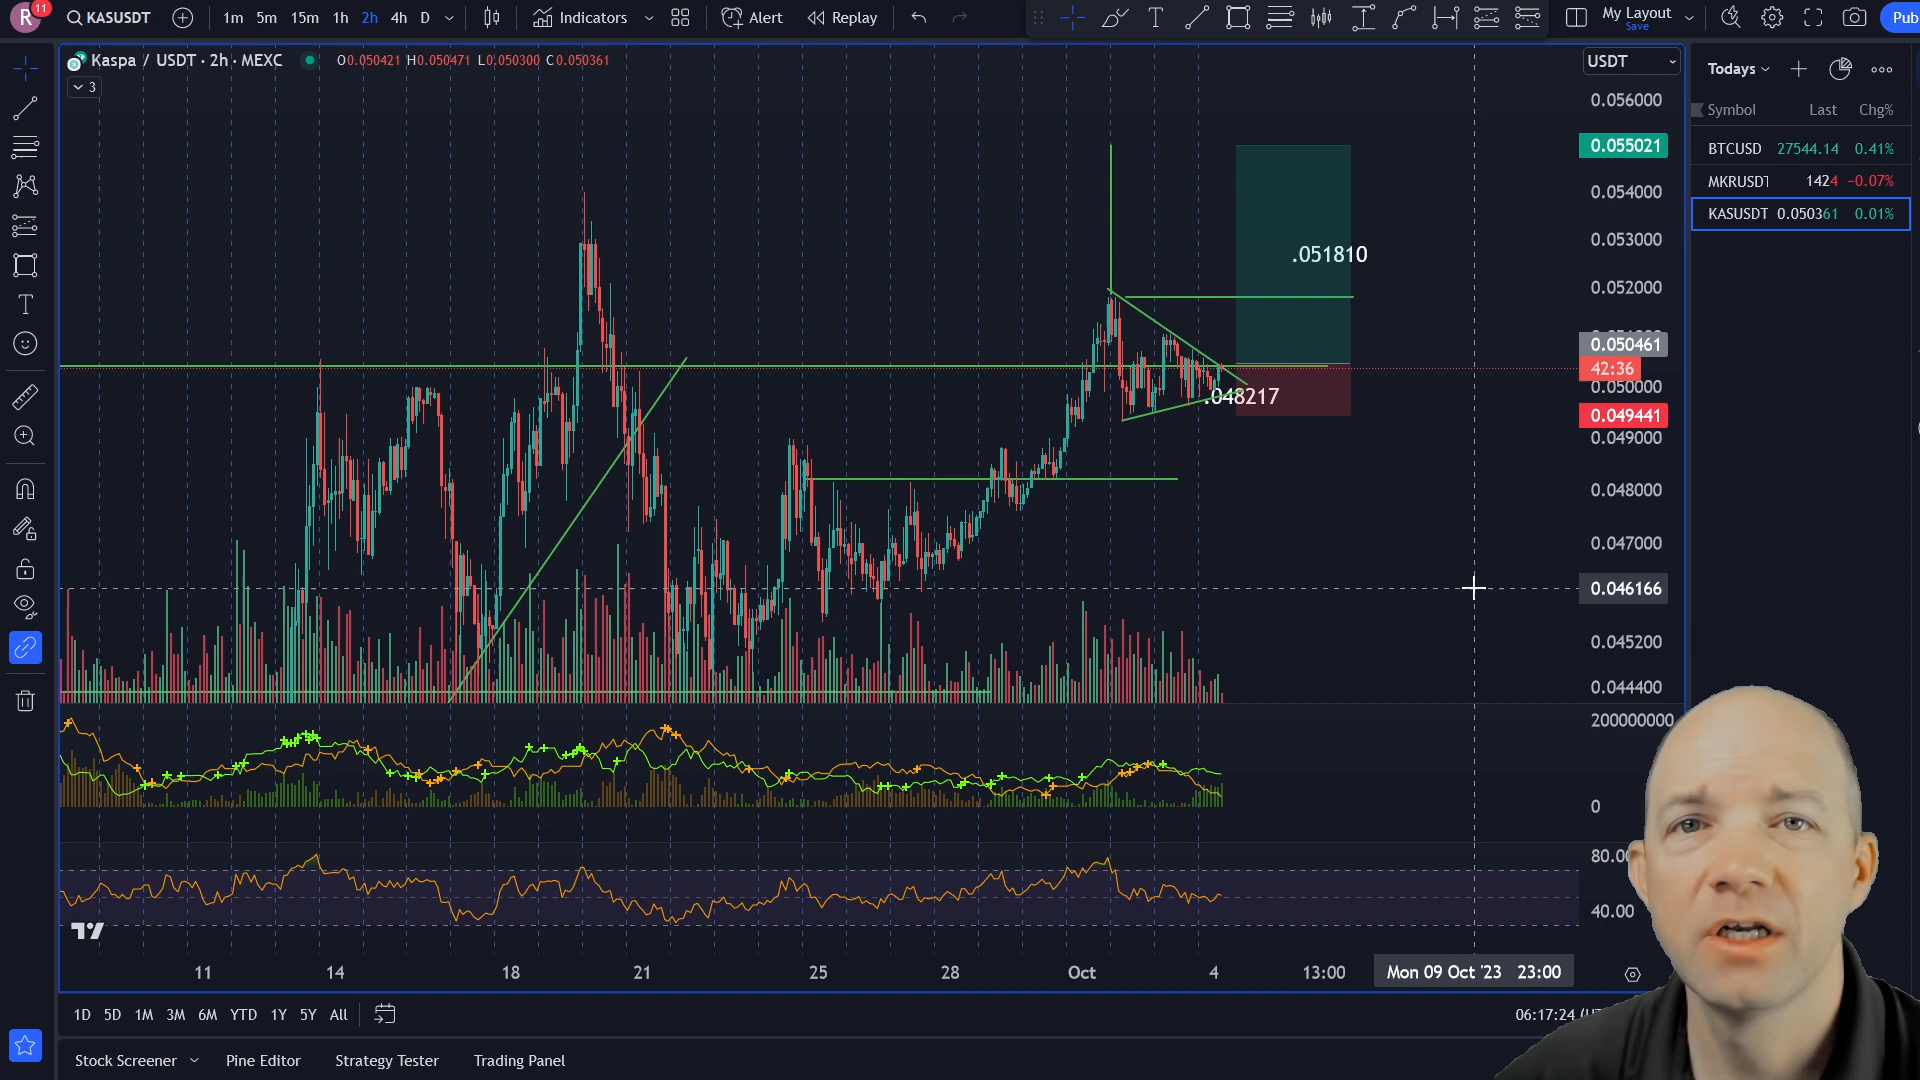 R 11 KASUSDT 1m 5m 15m 1h 2h 4h D Indicators Alert Replay My Layout Save Pub
Kaspa / USDT · 2h · MEXC O0.050421 H0.050471 L0.050300 C0.050361
3
USDT
0.056000
0.055021
0.054000
0.053000
0.052000
0.050461
42:36
0.050000
0.049441
0.049000
0.048000
0.047000
0.046166
0.045200
0.044400
200000000
0
80.00
40.00
.051810
.048217
Todays
Symbol Last Chg%
BTCUSD 27544.14 0.41%
MKRUSDT 1424 −0.07%
KASUSDT 0.050361 0.01%
11 14 18 21 25 28 Oct 4 13:00 Mon 09 Oct '23 23:00
1D 5D 1M 3M 6M YTD 1Y 5Y All 06:17:24
Stock Screener Pine Editor Strategy Tester Trading Panel